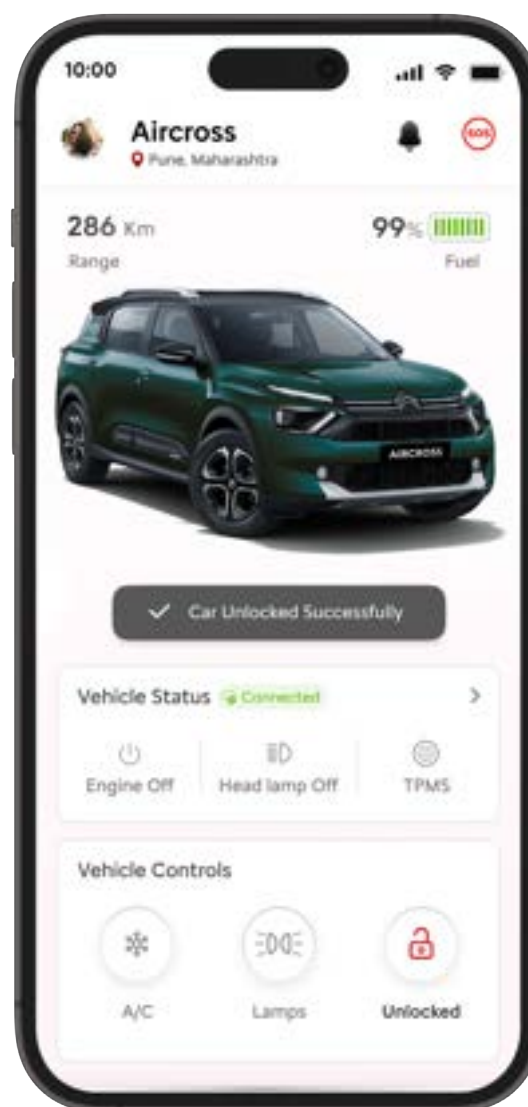 10:00
Aircross
Pune, Maharashtra
SOS
286 Km
99%
Range
Fuel
AIRCROSS
Car Unlocked Successfully
Vehicle Status
Connected
Engine Off
Head lamp Off
TPMS
Vehicle Controls
A/C
Lamps
Unlocked